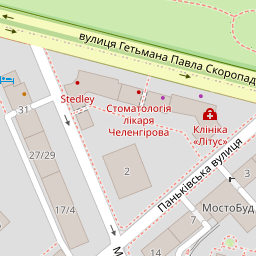 вулиця Гетьмана Павла Скоропад
Stedley
Стоматологія
лікаря
Челенгірова
Клініка
«Літус»
31
27/29
2
17/4
Паньківська вулиця
3
МостоБуд
14
7
М